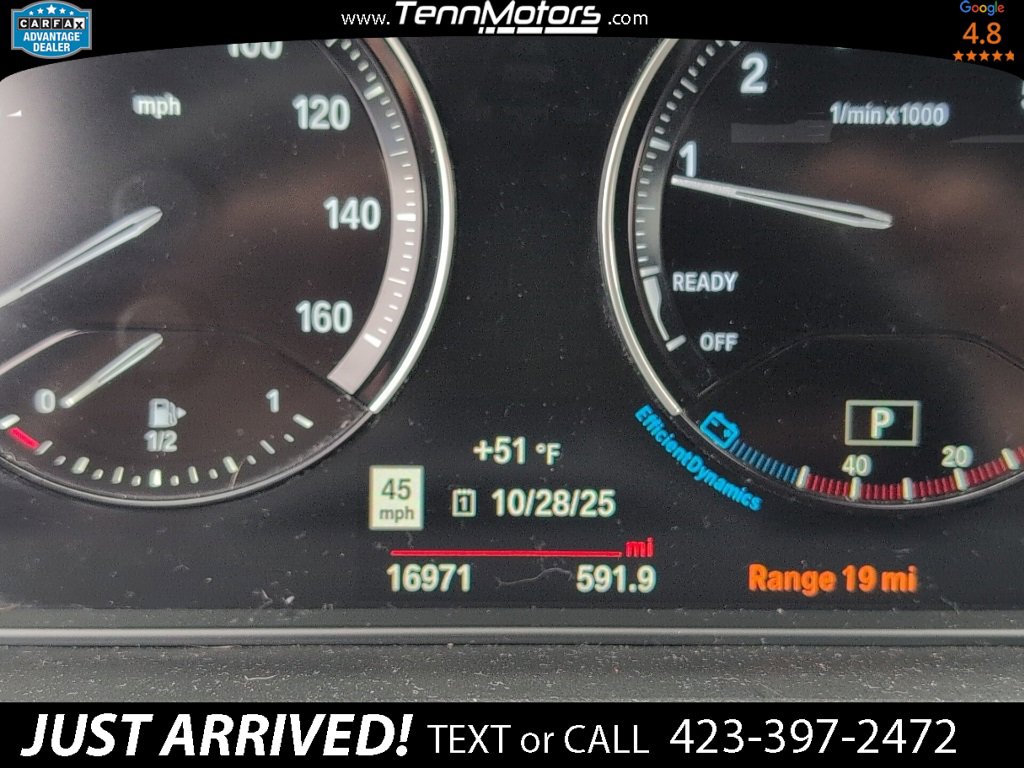 www.TennMotors.com
CARFAX
ADVANTAGE
DEALER
Google
4.8
100
120
140
160
mph
2
1/min x1000
1
READY
OFF
0
1
1/2
P
40
20
EfficientDynamics
+51 °F
45
mph
1
10/28/25
mi
16971
591.9
Range 19 mi
JUST ARRIVED! TEXT or CALL 423-397-2472